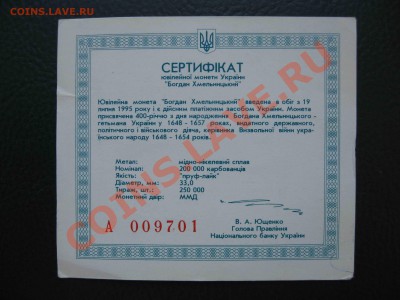 COINS.LAVE.RU
СЕРТИФІКАТ
ювілейної монети України
"Богдан Хмельницький"
Ювілейна монета "Богдан Хмельницький" введена в обіг з 19
липня 1995 року і є дійсним платіжним засобом України. Монета
присвячена 400-річчю з дня народження Богдана Хмельницького -
гетьмана України у 1648 - 1657 роках, видатного державного,
політичного і військового діяча, керівника Визвольної війни укра-
їнського народу 1648 - 1654 років.
Метал: мідно-нікелевий сплав
Номінал: 200 000 карбованців
Якість: "пруф-лайк"
Діаметр, мм: 33,0
Тираж, шт.: 250 000
Монетний двір: ММД
А 009701
В. А. Ющенко
Голова Правління
Національного банку України
COINS.LAVE.RU